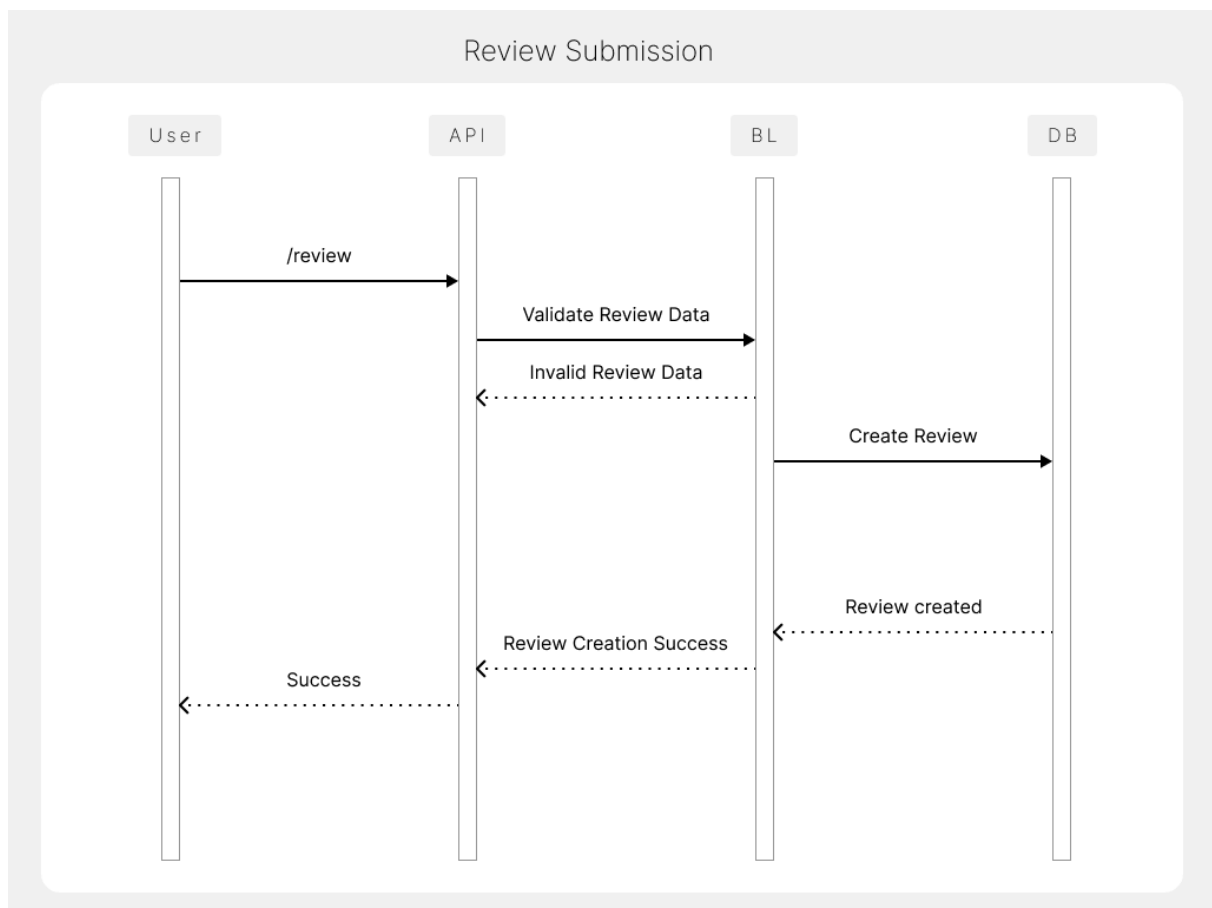 Review Submission
User
API
BL
DB
/review
Validate Review Data
Invalid Review Data
Create Review
Review created
Review Creation Success
Success